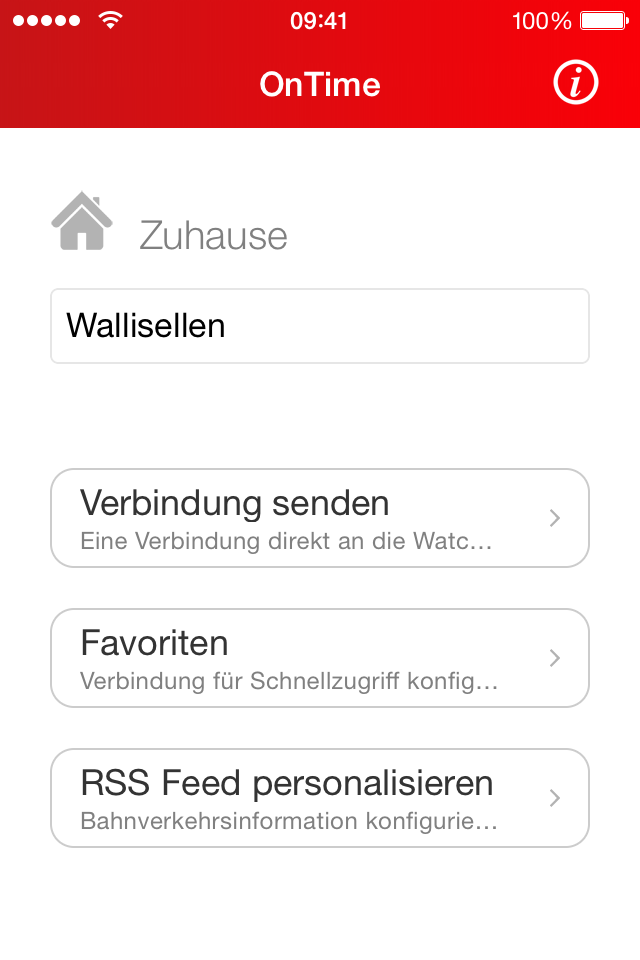 09:41
100%
OnTime
i
Zuhause
Wallisellen
Verbindung senden
Eine Verbindung direkt an die Watc...
Favoriten
Verbindung für Schnellzugriff konfig...
RSS Feed personalisieren
Bahnverkehrsinformation konfigurie...